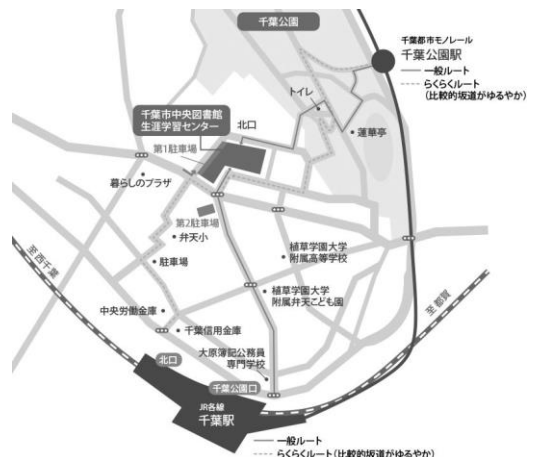 千葉公園
千葉都市モノレール
千葉公園駅
一般ルート
らくらくルート
(比較的坂道がゆるやか)
トイレ
千葉市中央図書館
生涯学習センター
北口
蓮華亭
第1駐車場
暮らしのプラザ
第2駐車場
弁天小
至西千葉
駐車場
植草学園大学
附属高等学校
植草学園大学
附属弁天こども園
至都賀
中央労働金庫
千葉信用金庫
大原簿記公務員
専門学校
北口
千葉公園口
JR各線
千葉駅
一般ルート
らくらくルート(比較的坂道がゆるやか)